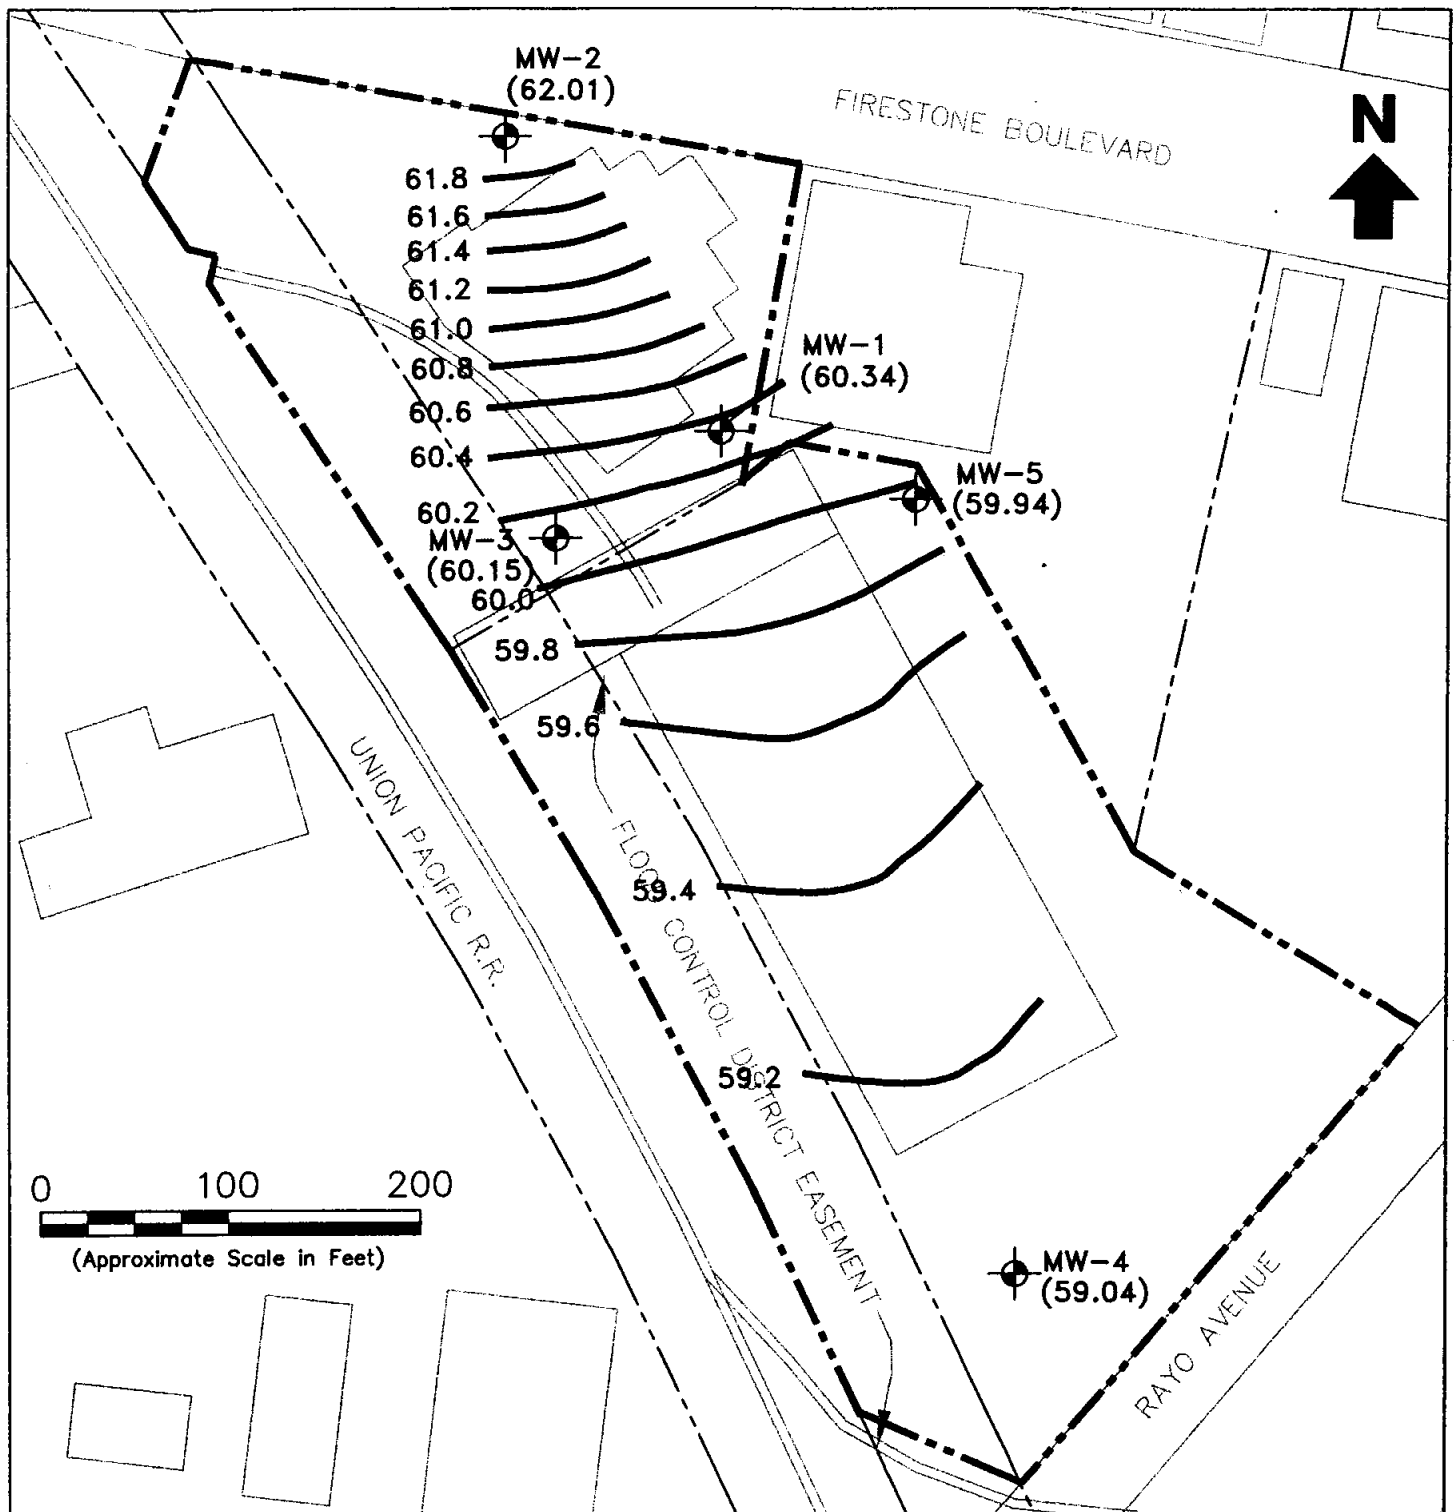 MW-2
(62.01)
FIRESTONE BOULEVARD
N
61.8
61.6
61.4
61.2
61.0
60.8
60.6
60.4
60.2
MW-1
(60.34)
MW-5
(59.94)
MW-3
(60.15)
60.0
59.8
59.6
59.4
59.2
UNION PACIFIC R.R.
FLOOD CONTROL DISTRICT EASEMENT
0 100 200
(Approximate Scale in Feet)
MW-4
(59.04)
RAYO AVENUE